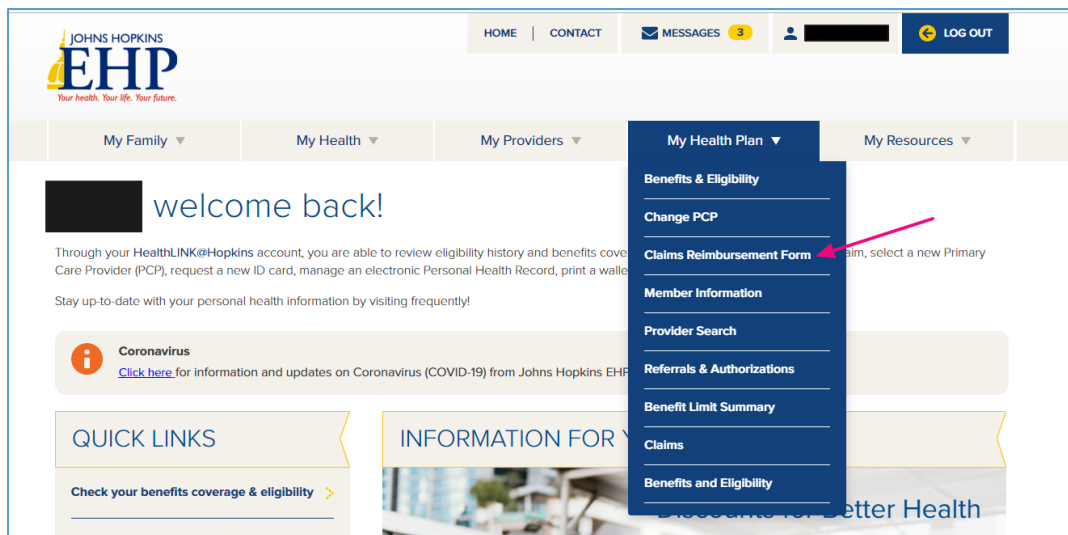 JOHNS HOPKINS
EHP
Your health. Your life. Your future.
HOME | CONTACT
MESSAGES 3
LOG OUT
My Family
My Health
My Providers
My Health Plan
My Resources
Benefits & Eligibility
Change PCP
Claims Reimbursement Form
Member Information
Provider Search
Referrals & Authorizations
Benefit Limit Summary
Claims
Benefits and Eligibility
welcome back!
Through your HealthLINK@Hopkins account, you are able to review eligibility history and benefits cove aim, select a new Primary
Care Provider (PCP), request a new ID card, manage an electronic Personal Health Record, print a walle
Stay up-to-date with your personal health information by visiting frequently!
Coronavirus
Click here for information and updates on Coronavirus (COVID-19) from Johns Hopkins EHP
QUICK LINKS
Check your benefits coverage & eligibility
INFORMATION FOR
Discounts for Better Health